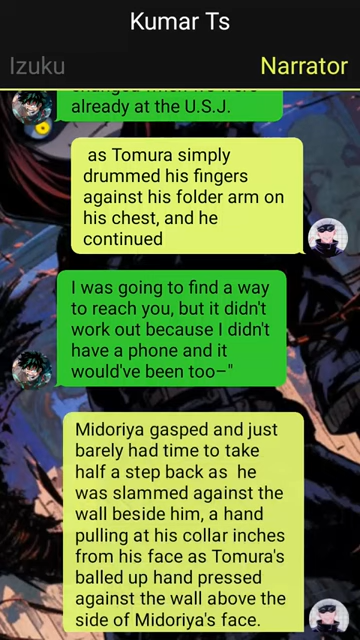 Kumar Ts
Izuku
Narrator
already at the U.S.J.
as Tomura simply
drummed his fingers
against his folder arm on
his chest, and he
continued
I was going to find a way
to reach you, but it didn't
work out because I didn't
have a phone and it
would've been too–"
Midoriya gasped and just
barely had time to take
half a step back as  he
was slammed against the
wall beside him, a hand
pulling at his collar inches
from his face as Tomura's
balled up hand pressed
against the wall above the
side of Midoriya's face.